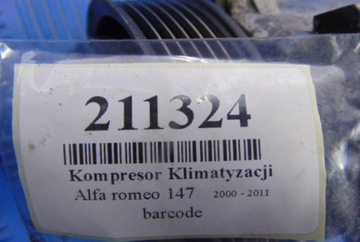 211324
Kompresor Klimatyzacji
Alfa romeo 147 2000 - 2011
barcode